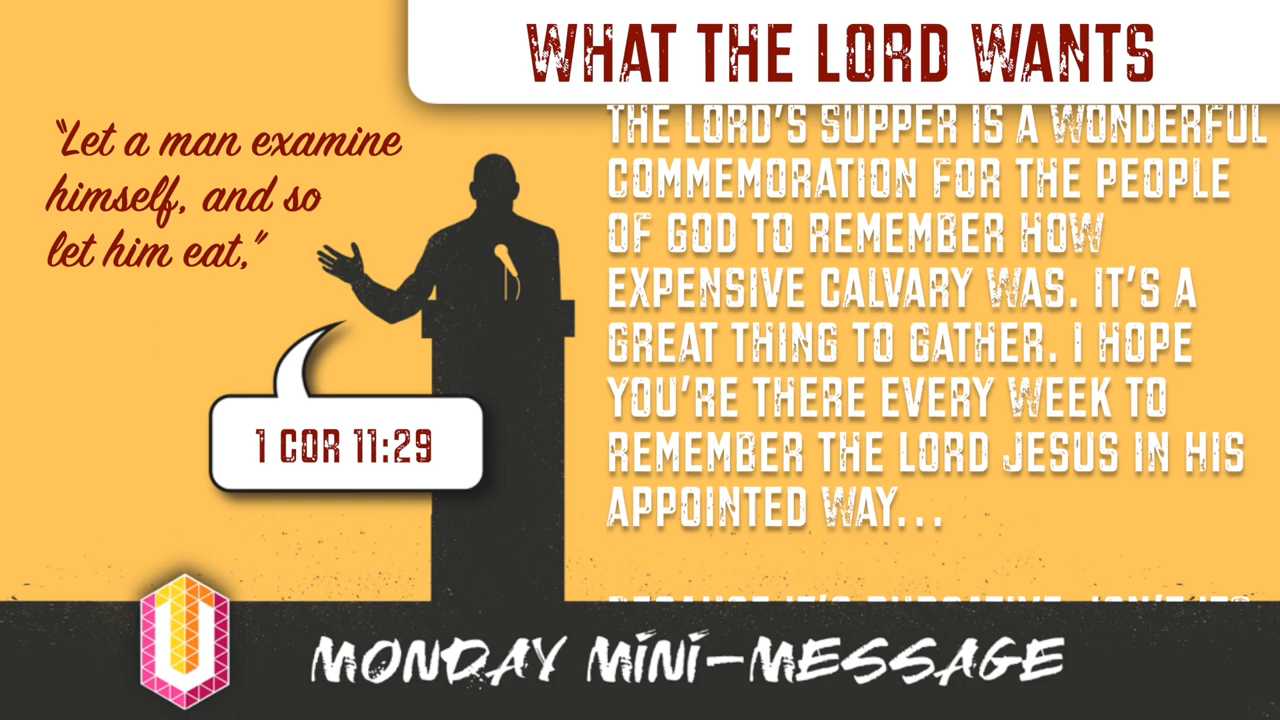 WHAT THE LORD WANTS
“Let a man examine
himself, and so
let him eat,”
1 COR 11:29
THE LORD’S SUPPER IS A WONDERFUL
COMMEMORATION FOR THE PEOPLE
OF GOD TO REMEMBER HOW
EXPENSIVE CALVARY WAS. IT’S A
GREAT THING TO GATHER. I HOPE
YOU’RE THERE EVERY WEEK TO
REMEMBER THE LORD JESUS IN HIS
APPOINTED WAY...
MONDAY MINI-MESSAGE